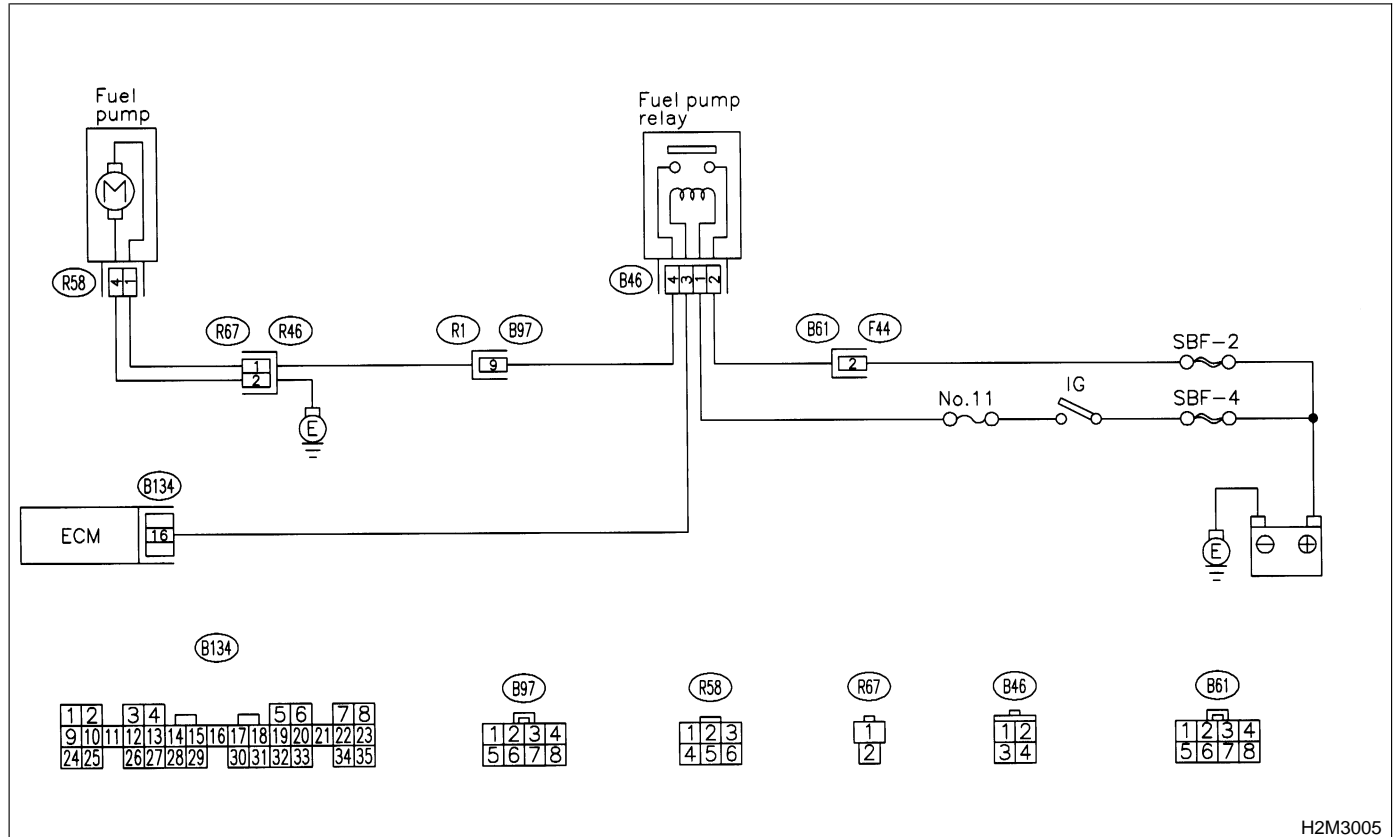 Fuel
pump
Fuel pump
relay
M
R58
4 1
B46
4 3 1 2
R67
R46
R1
B97
B61
F44
SBF-2
1
2
9
2
No.11
IG
SBF-4
E
B134
ECM
16
E
⊖ ⊕
B134
1 2 3 4 5 6 7 8
9 10 11 12 13 14 15 16 17 18 19 20 21 22 23
24 25 26 27 28 29 30 31 32 33 34 35
B97
1 2 3 4
5 6 7 8
R58
1 2 3
4 5 6
R67
1
2
B46
1 2
3 4
B61
1 2 3 4
5 6 7 8
H2M3005